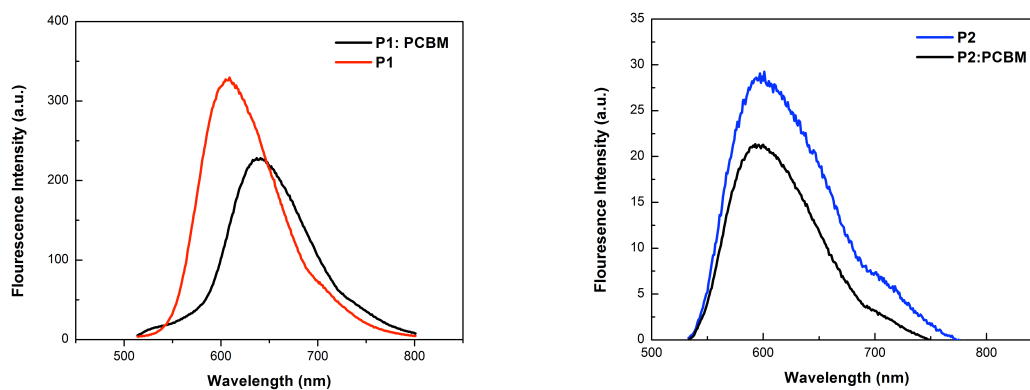 400
300
200
100
0
500
600
700
800
Flourescence Intensity (a.u.)
Wavelength (nm)
P1: PCBM
P1
35
30
25
20
15
10
5
0
500
600
700
800
Flouresence Intensity (a.u.)
Wavelength (nm)
P2
P2:PCBM